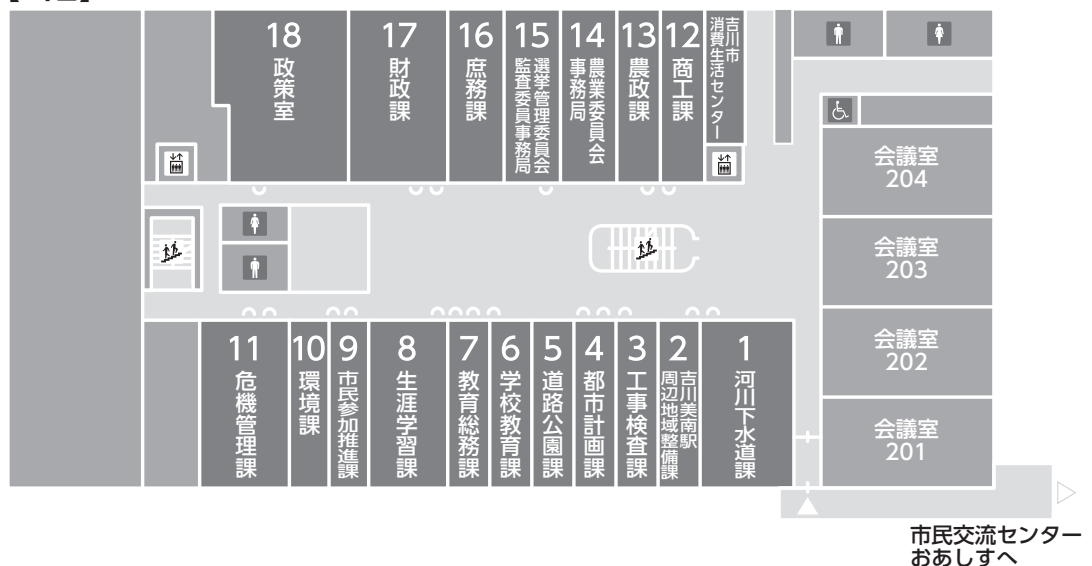 18
政策室
17
財政課
16
庶務課
15
選挙管理委員会
監査委員事務局
14
農業委員会
事務局
13
農政課
12
商工課
吉川市
消費生活センター
会議室
204
会議室
203
会議室
202
会議室
201
11
危機管理課
10
環境課
9
市民参加推進課
8
生涯学習課
7
教育総務課
6
学校教育課
5
道路公園課
4
都市計画課
3
工事検査課
2
吉川美南駅
周辺地域整備課
1
河川下水道課
市民交流センター
おあしすへ